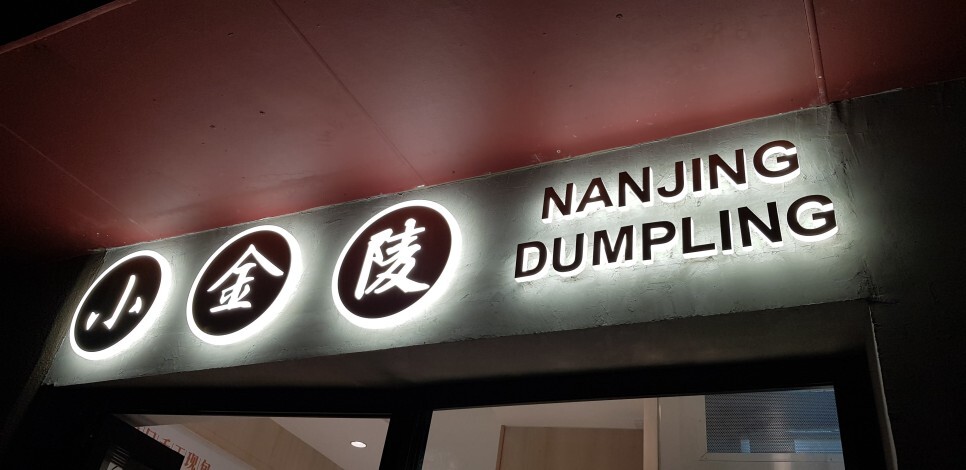 小金陵
NANJING
DUMPLING